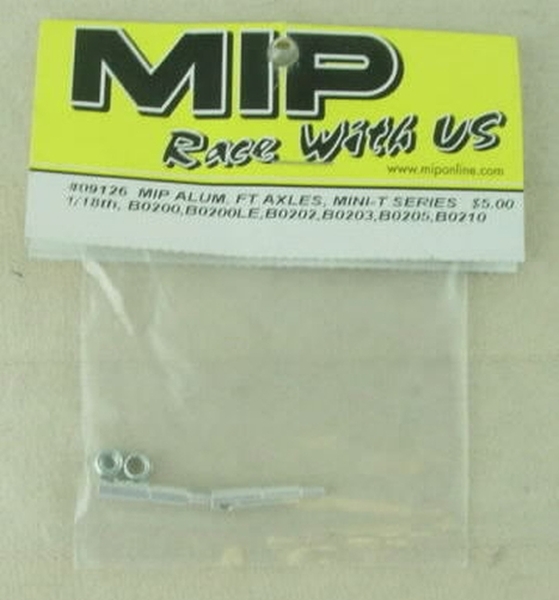 MIP
Race With US
www.miponline.com
#09126 MIP ALUM. FT AXLES, MINI-T SERIES $5.00
1/18th, B0200,B0200LE,B0202,B0203,B0205,B0210